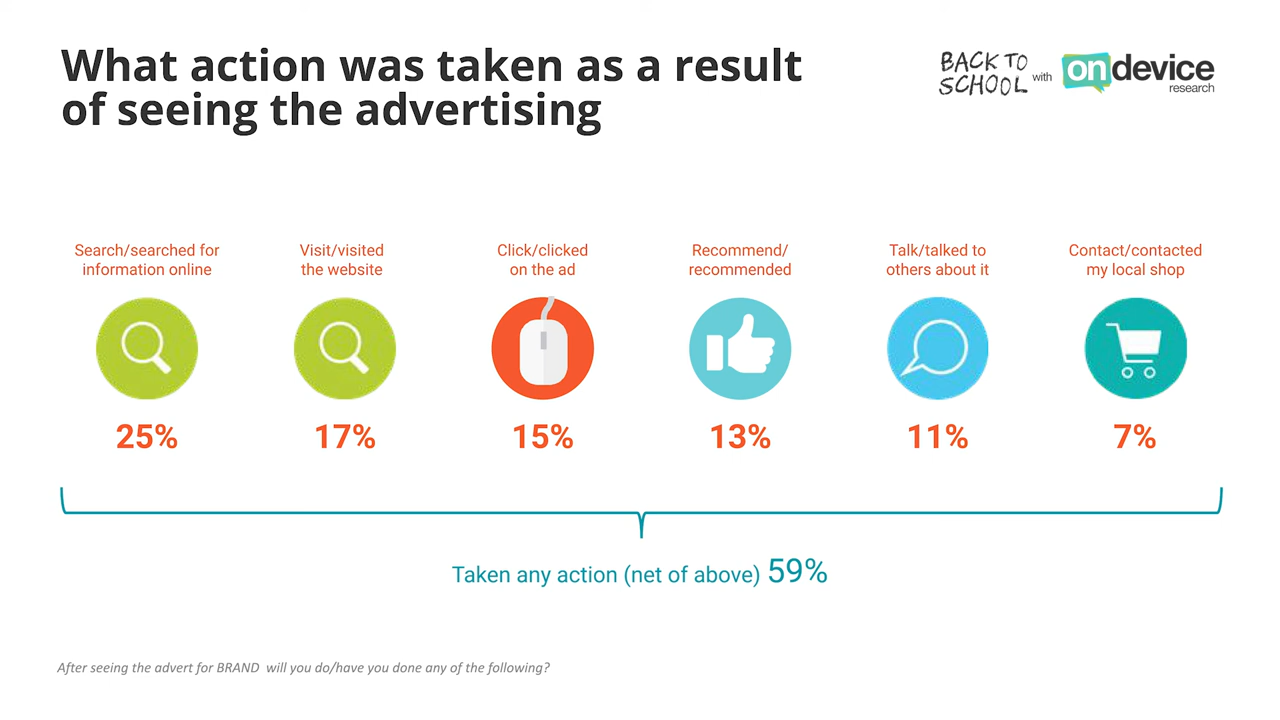 What action was taken as a result
of seeing the advertising
BACK TO
SCHOOL with
ondevice
research
Search/searched for
information online
Visit/visited
the website
Click/clicked
on the ad
Recommend/
recommended
Talk/talked to
others about it
Contact/contacted
my local shop
25%
17%
15%
13%
11%
7%
Taken any action (net of above) 59%
After seeing the advert for BRAND will you do/have you done any of the following?